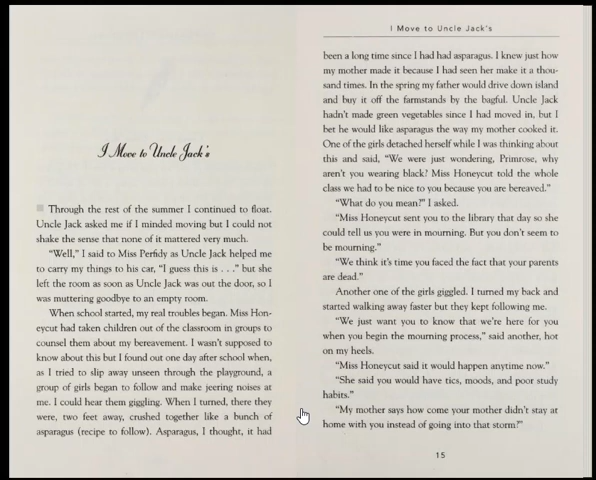 I Move to Uncle Jack's
Through the rest of the summer I continued to float.
Uncle Jack asked me if I minded moving but I could not
shake the sense that none of it mattered very much.
"Well," I said to Miss Perfidy as Uncle Jack helped me
to carry my things to his car, "I guess this is . . ." but she
left the room as soon as Uncle Jack was out the door, so I
was muttering goodbye to an empty room.
When school started, my real troubles began. Miss Hon-
eycut had taken children out of the classroom in groups to
counsel them about my bereavement. I wasn't supposed to
know about this but I found out one day after school when,
as I tried to slip away unseen through the playground, a
group of girls began to follow and make jeering noises at
me. I could hear them giggling. When I turned, there they
were, two feet away, crushed together like a bunch of
asparagus (recipe to follow). Asparagus, I thought, it had
I Move to Uncle Jack's
been a long time since I had had asparagus. I knew just how
my mother made it because I had seen her make it a thou-
sand times. In the spring my father would drive down island
and buy it off the farmstands by the bagful. Uncle Jack
hadn't made green vegetables since I had moved in, but I
bet he would like asparagus the way my mother cooked it.
One of the girls detached herself while I was thinking about
this and said, "We were just wondering, Primrose, why
aren't you wearing black? Miss Honeycut told the whole
class we had to be nice to you because you are bereaved."
"What do you mean?" I asked.
"Miss Honeycut sent you to the library that day so she
could tell us you were in mourning. But you don't seem to
be mourning."
"We think it's time you faced the fact that your parents
are dead."
Another one of the girls giggled. I turned my back and
started walking away faster but they kept following me.
"We just want you to know that we're here for you
when you begin the mourning process," said another, hot
on my heels.
"Miss Honeycut said it would happen anytime now."
"She said you would have tics, moods, and poor study
habits."
"My mother says how come your mother didn't stay at
home with you instead of going into that storm?"
15